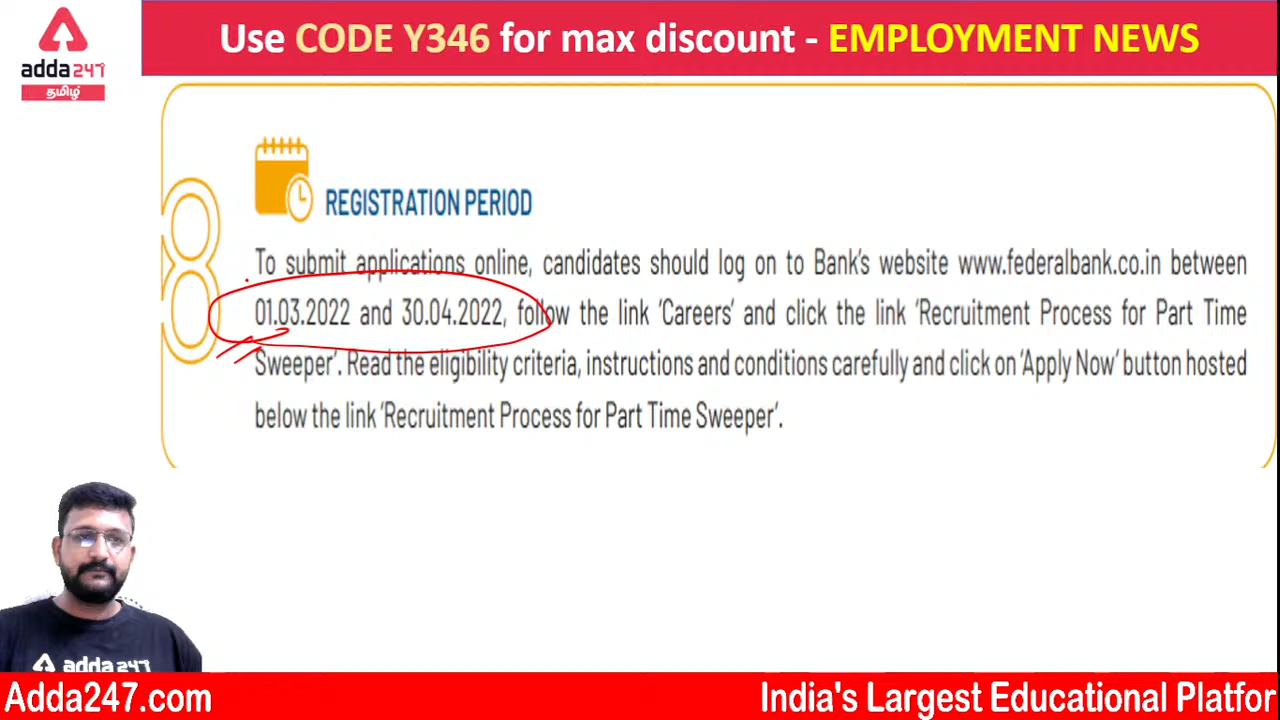 adda247
தமிழ்
Use CODE Y346 for max discount - EMPLOYMENT NEWS
8
REGISTRATION PERIOD
To submit applications online, candidates should log on to Bank's website www.federalbank.co.in between
01.03.2022 and 30.04.2022, follow the link 'Careers' and click the link 'Recruitment Process for Part Time
Sweeper'. Read the eligibility criteria, instructions and conditions carefully and click on 'Apply Now' button hosted
below the link 'Recruitment Process for Part Time Sweeper'.
adda247
Adda247.com
India's Largest Educational Platfor